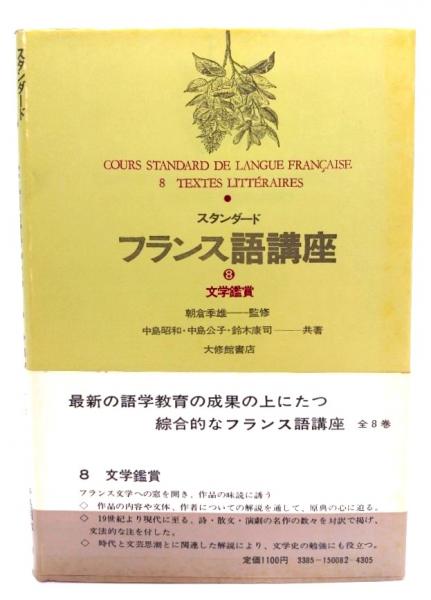 スタンダード
COURS STANDARD DE LANGUE FRANÇAISE
8 TEXTES LITTÉRAIRES
スタンダード
フランス語講座
8
文学鑑賞
朝倉季雄——監修
中島昭和・中島公子・鈴木康司——共著
大修館書店
最新の語学教育の成果の上にたつ
綜合的なフランス語講座 全8巻
8 文学鑑賞
フランス文学への窓を開き、作品の味読に誘う
◇ 作品の内容や文体、作者についての解説を通して、原典の心に迫る。
◇ 19世紀より現代に至る、詩・散文・演劇の名作の数々を対訳で掲げ、
文法的な注を付した。
◇ 時代と文芸思潮とに関連した解説により、文学史の勉強にも役立つ。
定価1100円 3385-150082-4305